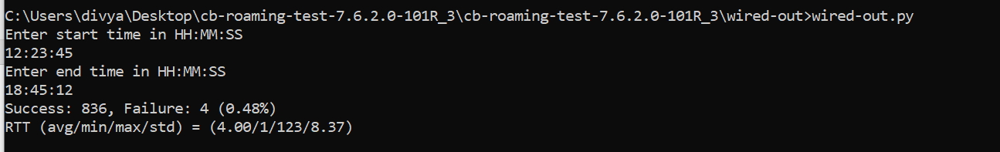 C:\Users\divya\Desktop\cb-roaming-test-7.6.2.0-101R_3\cb-roaming-test-7.6.2.0-101R_3\wired-out>wired-out.py
Enter start time in HH:MM:SS
12:23:45
Enter end time in HH:MM:SS
18:45:12
Success: 836, Failure: 4 (0.48%)
RTT (avg/min/max/std) = (4.00/1/123/8.37)